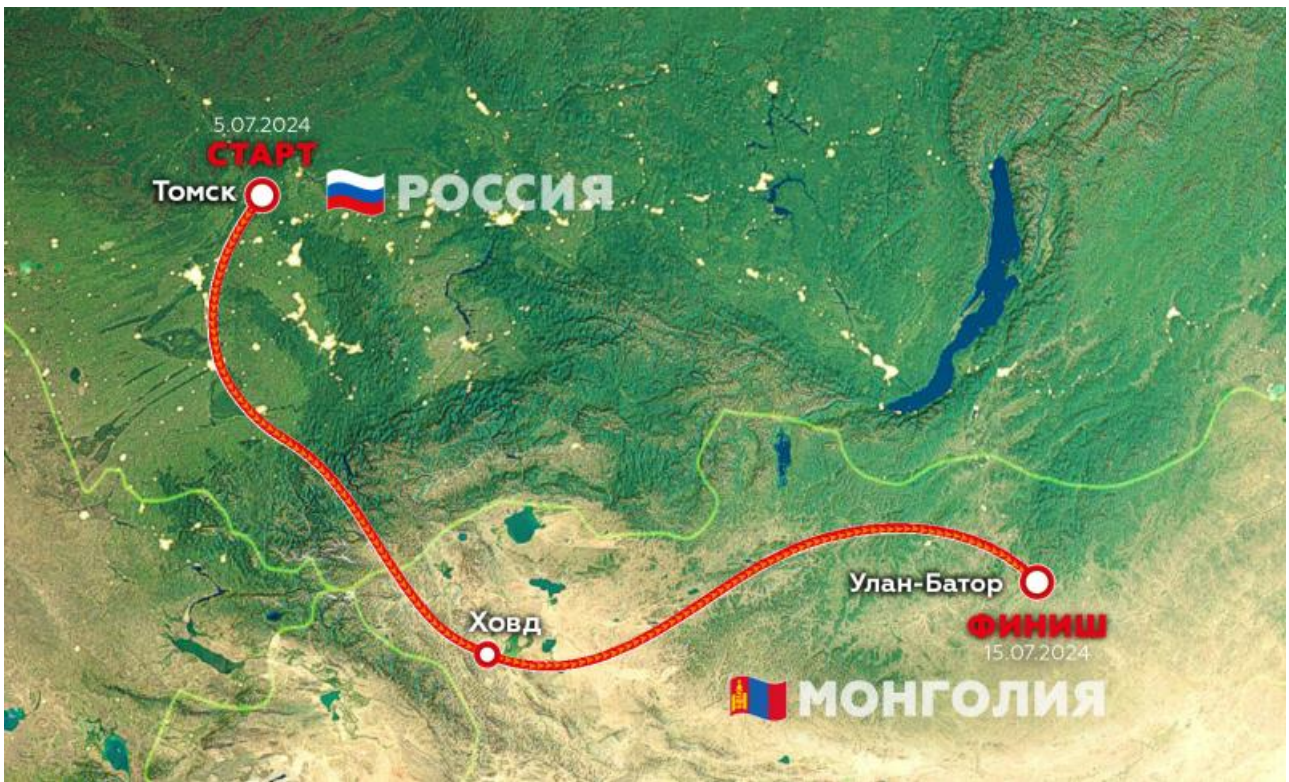 5.07.2024
СТАРТ
Томск
РОССИЯ
Ховд
Улан-Батор
ФИНИШ
15.07.2024
МОНГОЛИЯ